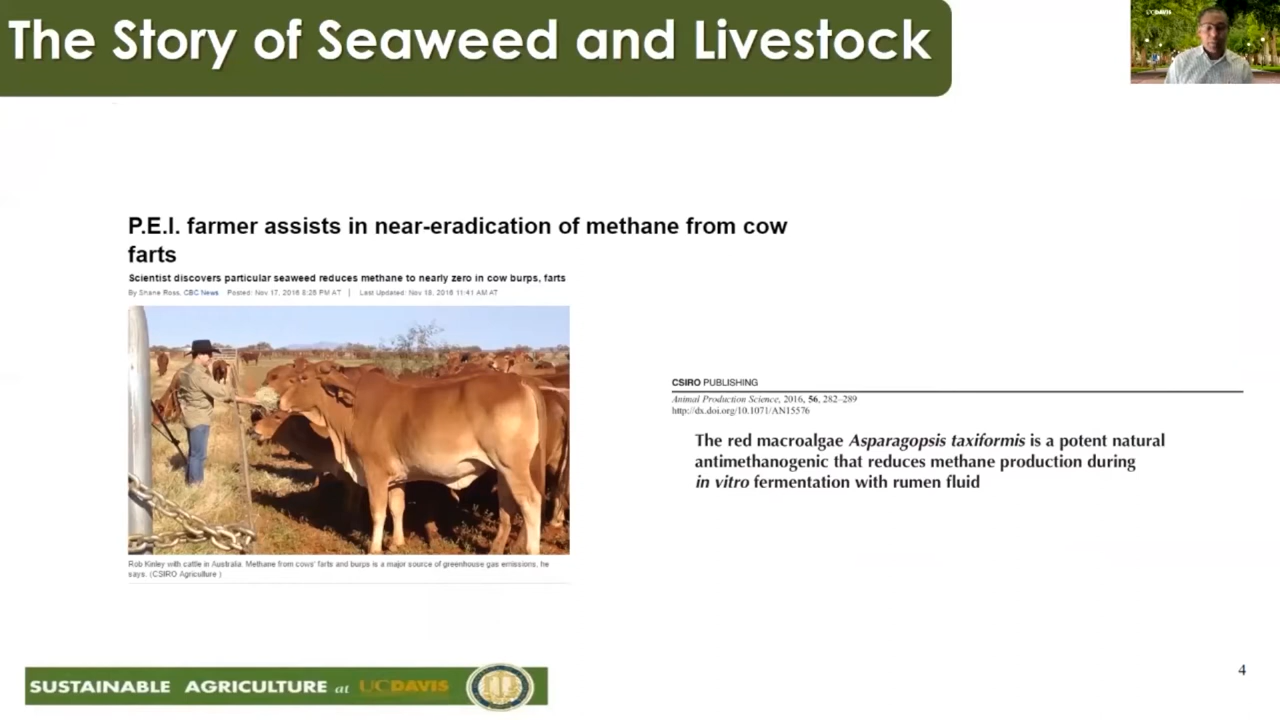 The Story of Seaweed and Livestock
UCDAVIS
P.E.I. farmer assists in near-eradication of methane from cow
farts
Scientist discovers particular seaweed reduces methane to nearly zero in cow burps, farts
By Shane Ross, CBC News Posted: Nov 17, 2016 8:28 PM AT | Last Updated: Nov 18, 2016 11:41 AM AT
Rob Kinley with cattle in Australia. Methane from cows' farts and burps is a major source of greenhouse gas emissions, he
says. (CSIRO Agriculture )
CSIRO PUBLISHING
Animal Production Science, 2016, 56, 282–289
http://dx.doi.org/10.1071/AN15576
The red macroalgae Asparagopsis taxiformis is a potent natural
antimethanogenic that reduces methane production during
in vitro fermentation with rumen fluid
SUSTAINABLE AGRICULTURE at UCDAVIS
4